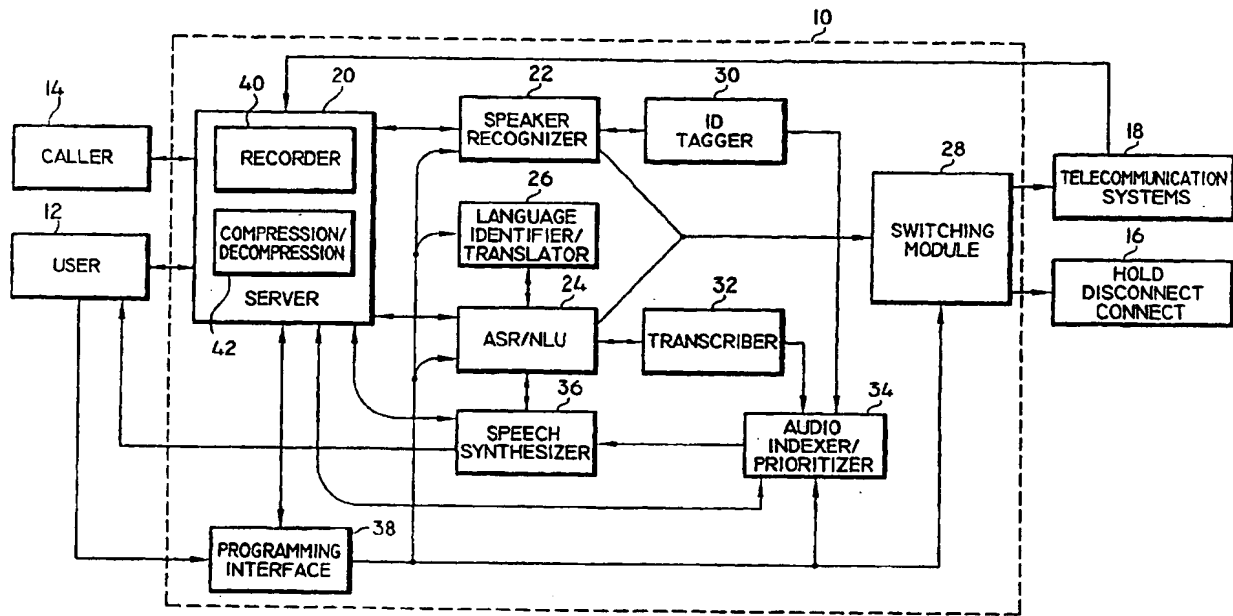 10
14
CALLER
40
20
RECORDER
22
SPEAKER
RECOGNIZER
30
ID
TAGGER
28
SWITCHING
MODULE
18
TELECOMMUNICATION
SYSTEMS
12
USER
COMPRESSION/
DECOMPRESSION
SERVER
42
26
LANGUAGE
IDENTIFIER/
TRANSLATOR
24
ASR/NLU
32
TRANSCRIBER
16
HOLD
DISCONNECT
CONNECT
36
SPEECH
SYNTHESIZER
34
AUDIO
INDEXER/
PRIORITIZER
38
PROGRAMMING
INTERFACE